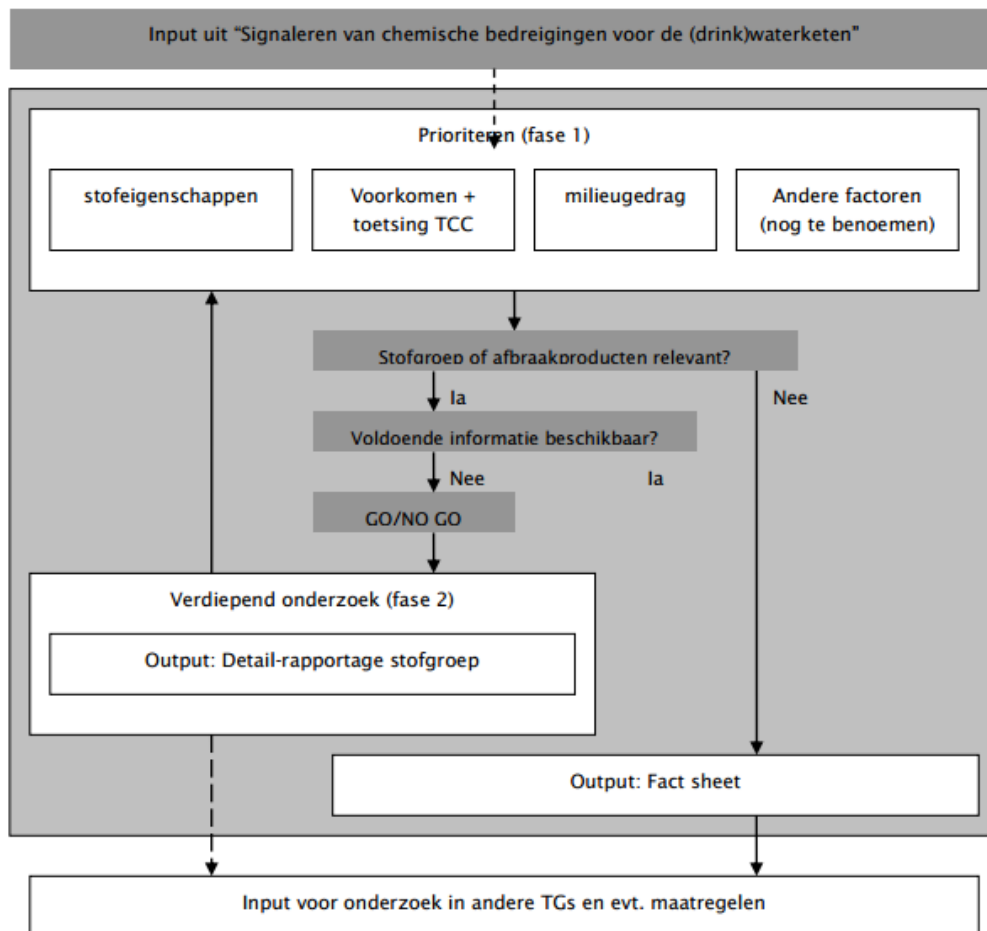 Input uit “Signaleren van chemische bedreigingen voor de (drink)waterketen”
Prioriteren (fase 1)
stofeigenschappen
Voorkomen +
toetsing TCC
milieugedrag
Andere factoren
(nog te benoemen)
Stofgroep of afbraakproducten relevant?
Ja
Nee
Voldoende informatie beschikbaar?
Nee
Ja
GO/NO GO
Verdiepend onderzoek (fase 2)
Output: Detail-rapportage stofgroep
Output: Fact sheet
Input voor onderzoek in andere TGs en evt. maatregelen